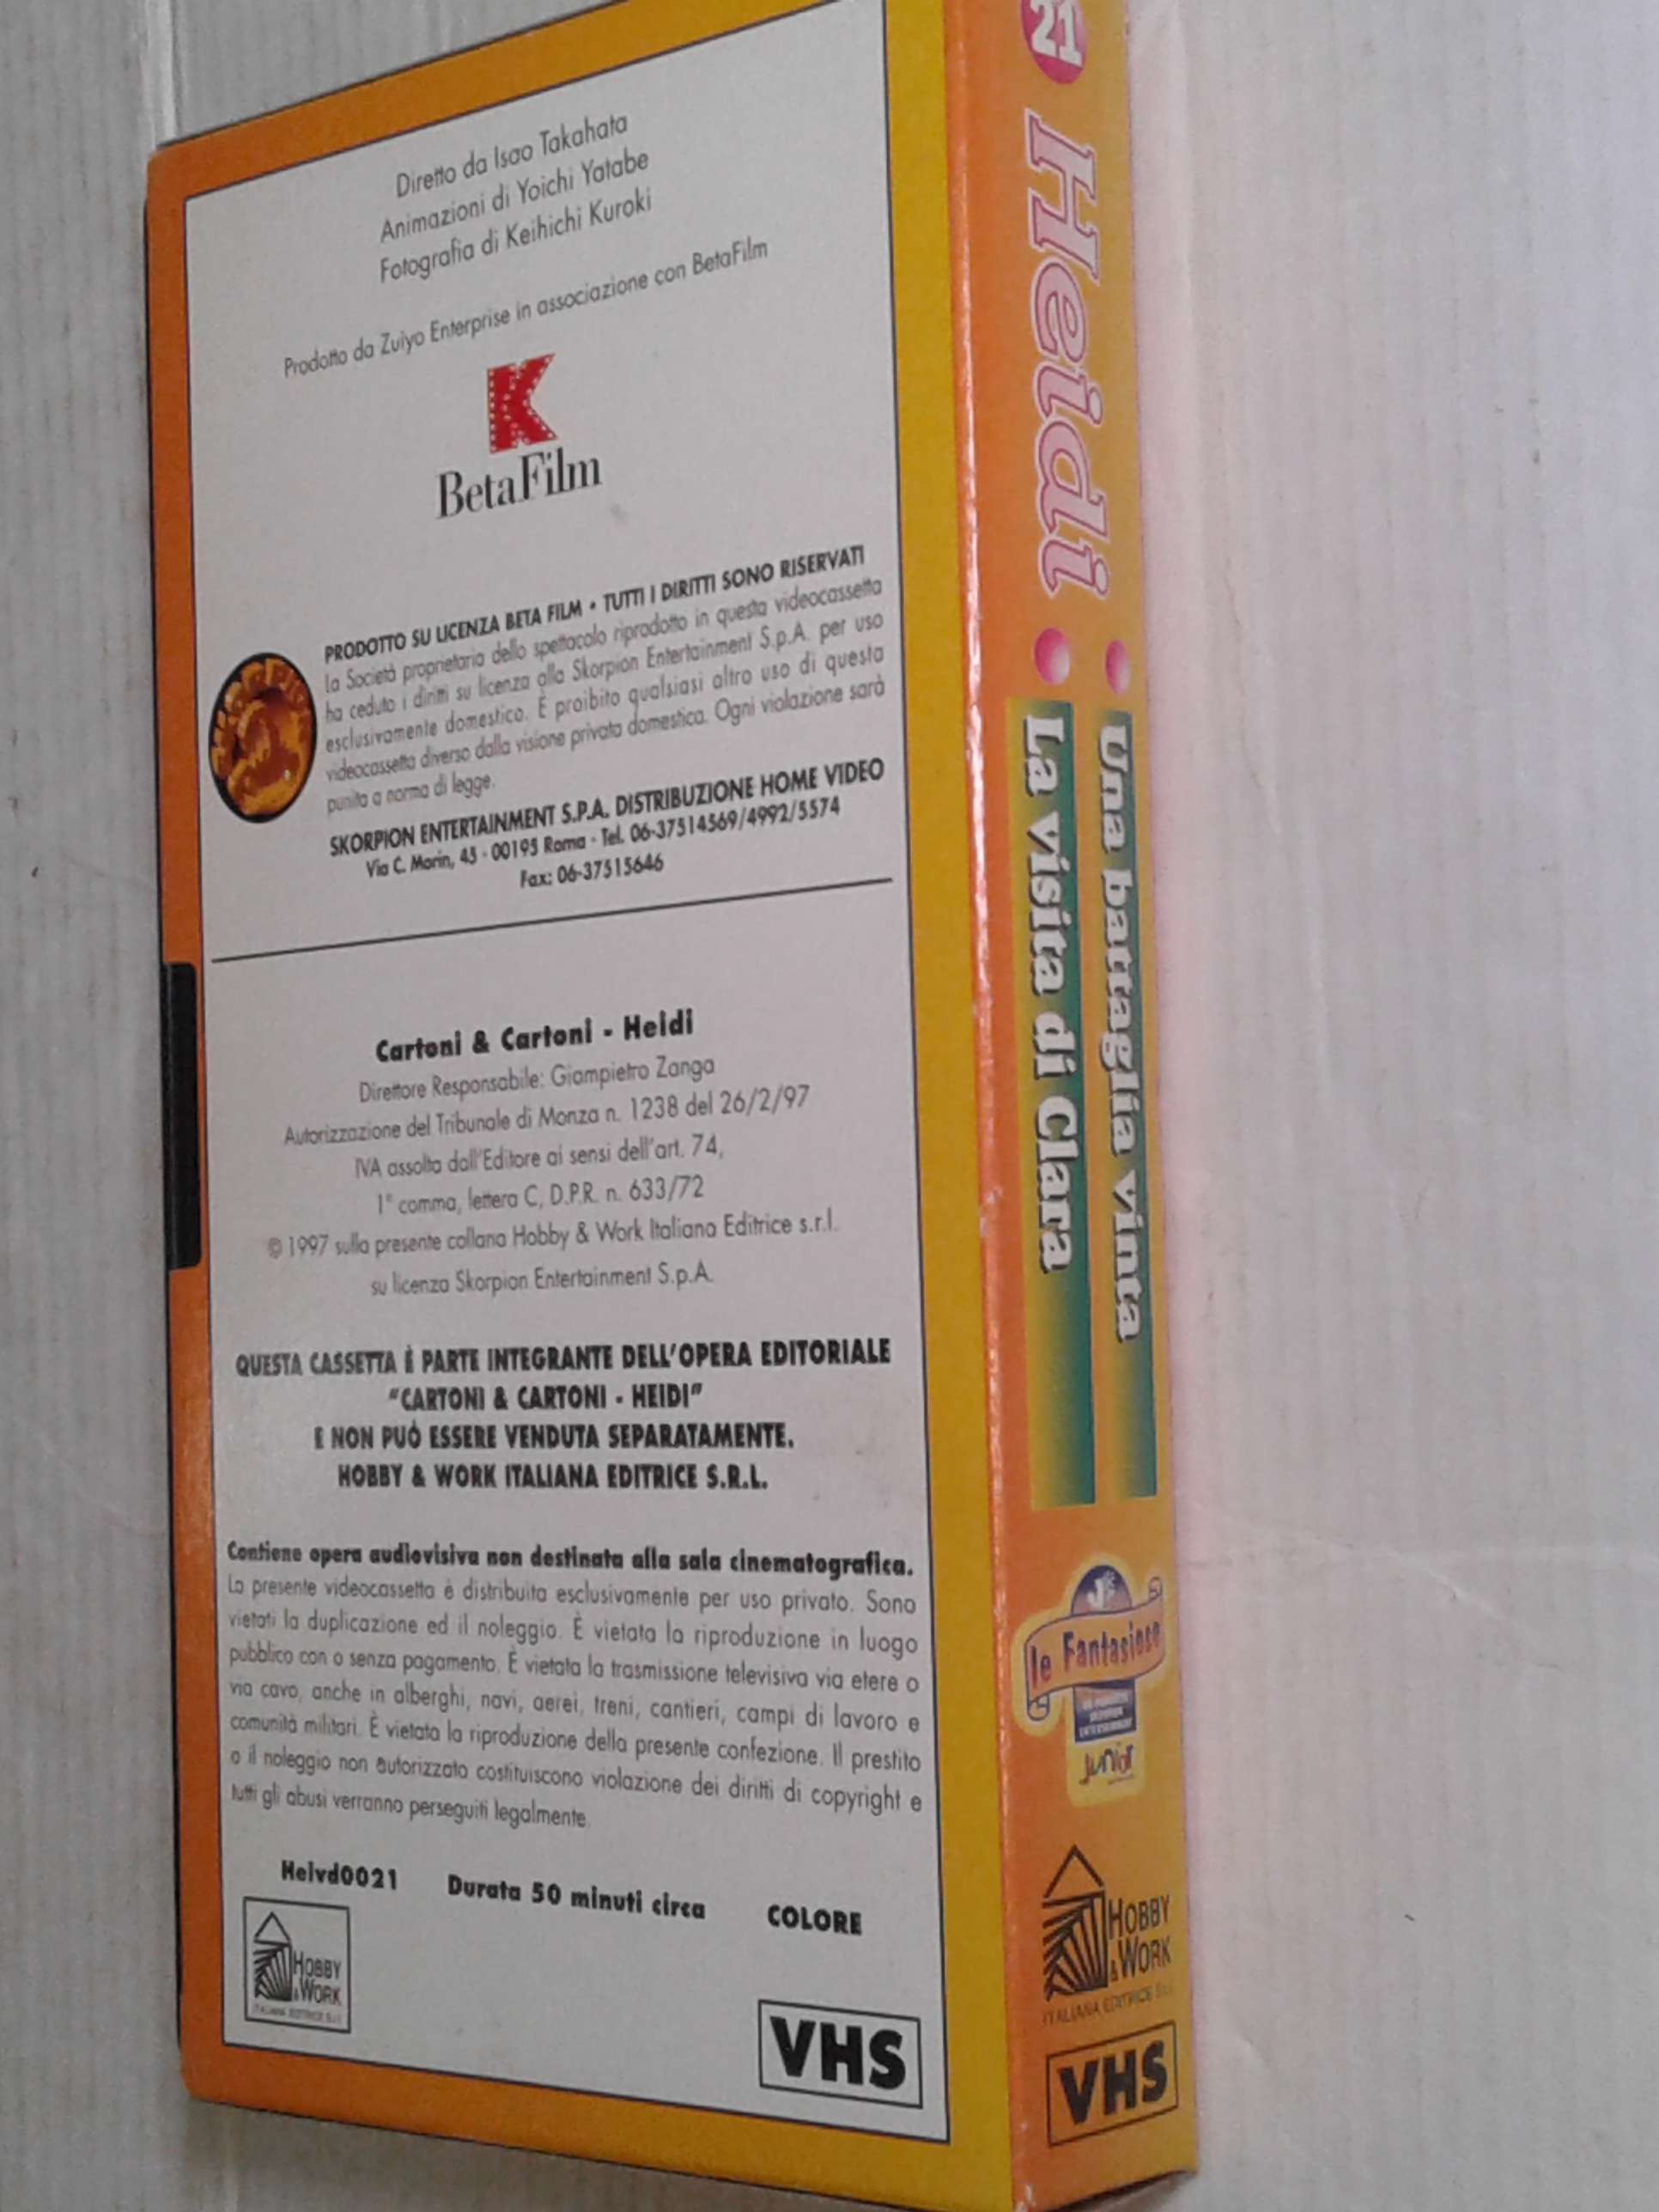 Diretto da Isao Takahata
Animazioni di Yoichi Yatabe
Fotografia di Keihichi Kuroki
Prodotto da Zuiyo Enterprise in associazione con BetaFilm
K
BetaFilm
PRODOTTO SU LICENZA BETA FILM • TUTTI I DIRITTI SONO RISERVATI
La Società proprietaria dello spettacolo riprodotto in questa videocassetta
ha ceduto i diritti su licenza alla Skorpion Entertainment S.p.A. per uso
esclusivamente domestico. È proibito qualsiasi altro uso di questa
videocassetta diverso dalla visione privata domestica. Ogni violazione sarà
punita a norma di legge.
SKORPION ENTERTAINMENT S.P.A. DISTRIBUZIONE HOME VIDEO
Via C. Morin, 45 - 00195 Roma - Tel. 06-37514569/4992/5574
Fax: 06-37515646
Cartoni & Cartoni - Heidi
Direttore Responsabile: Giampietro Zanga
Autorizzazione del Tribunale di Monza n. 1238 del 26/2/97
IVA assolta dall'Editore ai sensi dell'art. 74,
1° comma, lettera C, D.P.R. n. 633/72
© 1997 sulla presente collana Hobby & Work Italiana Editrice s.r.l.
su licenza Skorpion Entertainment S.p.A.
QUESTA CASSETTA È PARTE INTEGRANTE DELL'OPERA EDITORIALE
"CARTONI & CARTONI - HEIDI"
E NON PUÒ ESSERE VENDUTA SEPARATAMENTE.
HOBBY & WORK ITALIANA EDITRICE S.R.L.
Contiene opera audiovisiva non destinata alla sala cinematografica.
La presente videocassetta è distribuita esclusivamente per uso privato. Sono
vietati la duplicazione ed il noleggio. È vietata la riproduzione in luogo
pubblico con o senza pagamento. È vietata la trasmissione televisiva via etere o
via cavo, anche in alberghi, navi, aerei, treni, cantieri, campi di lavoro e
comunità militari. È vietata la riproduzione della presente confezione. Il prestito
o il noleggio non autorizzato costituiscono violazione dei diritti di copyright e
tutti gli abusi verranno perseguiti legalmente.
Heivd0021 Durata 50 minuti circa COLORE
HOBBY
& WORK
ITALIANA EDITRICE S.r.l.
VHS
21 Heidi
Una battaglia vinta
La visita di Clara
le Fantasiose
Junior
HOBBY
& WORK
ITALIANA EDITRICE S.r.l.
VHS